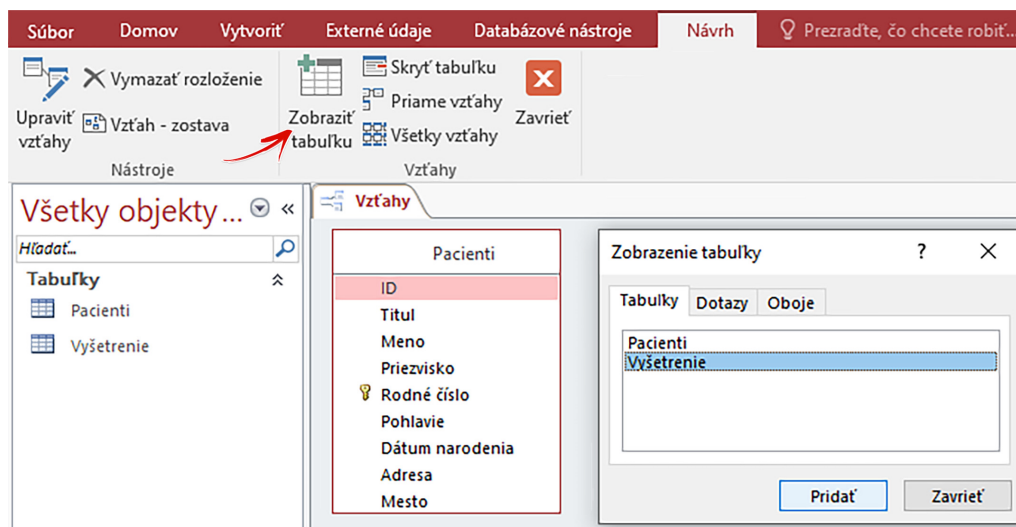 Súbor Domov Vytvoriť Externé údaje Databázové nástroje Návrh Prezraďte, čo chcete robiť...
Upraviť vzťahy
Vymazať rozloženie
Vzťah - zostava
Nástroje
Zobraziť tabuľku
Skryť tabuľku
Priame vzťahy
Všetky vzťahy
Zavrieť
Vzťahy
Všetky objekty... «
Hľadať...
Tabuľky
Pacienti
Vyšetrenie
Vzťahy
Pacienti
ID
Titul
Meno
Priezvisko
Rodné číslo
Pohlavie
Dátum narodenia
Adresa
Mesto
Zobrazenie tabuľky ?
Tabuľky Dotazy Oboje
Pacienti
Vyšetrenie
Pridať Zavrieť